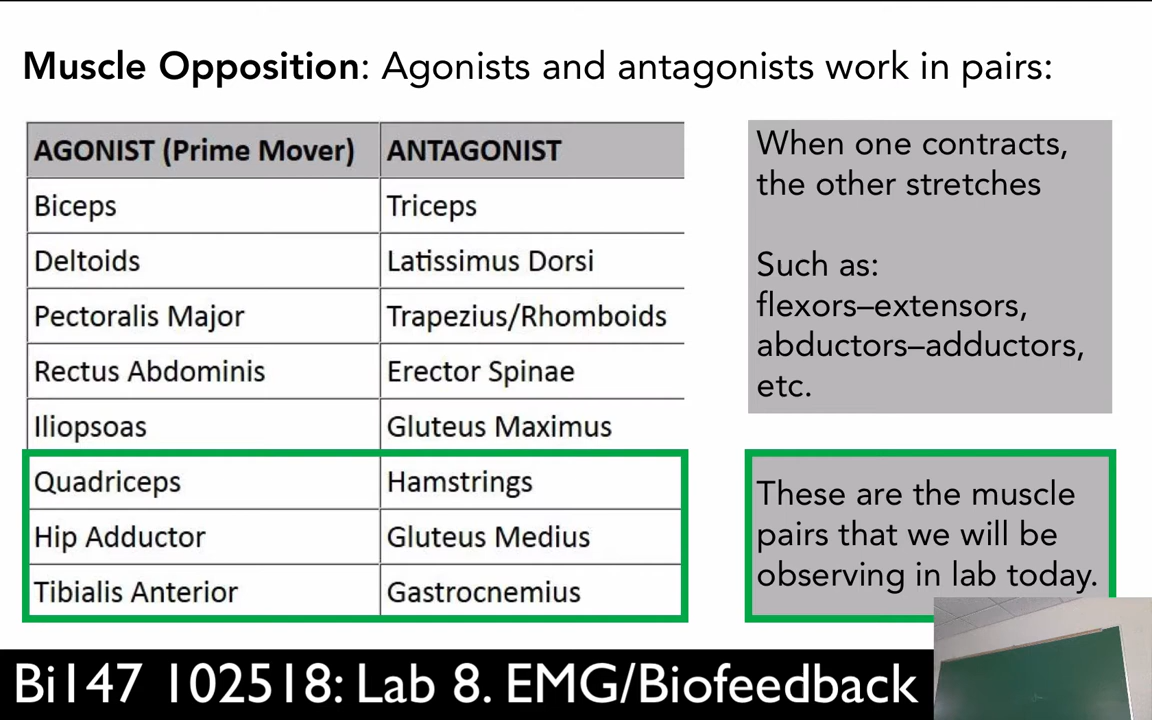 Muscle Opposition: Agonists and antagonists work in pairs:
AGONIST (Prime Mover) ANTAGONIST
Biceps Triceps
Deltoids Latissimus Dorsi
Pectoralis Major Trapezius/Rhomboids
Rectus Abdominis Erector Spinae
Iliopsoas Gluteus Maximus
Quadriceps Hamstrings
Hip Adductor Gluteus Medius
Tibialis Anterior Gastrocnemius
When one contracts,
the other stretches
Such as:
flexors–extensors,
abductors–adductors,
etc.
These are the muscle
pairs that we will be
observing in lab today.
Bi147 102518: Lab 8. EMG/Biofeedback